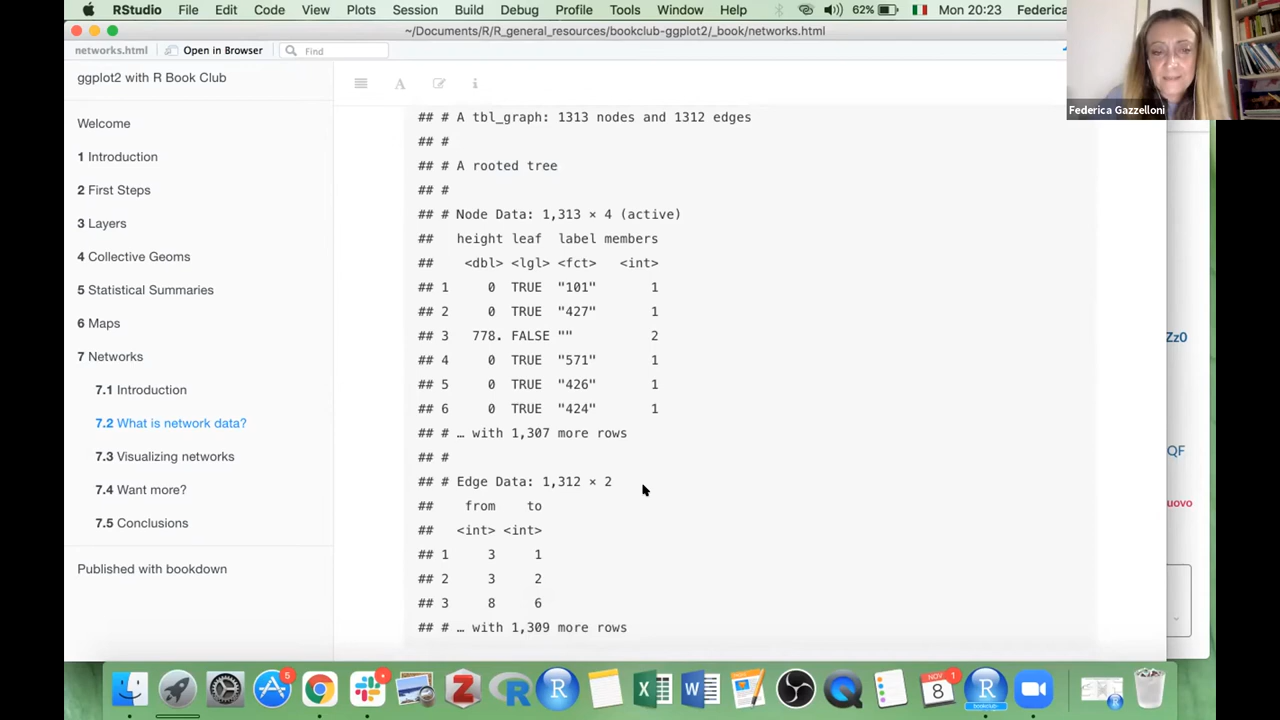 RStudio File Edit Code View Plots Session Build Debug Profile Tools Window Help 62% Mon 20:23 Federica
~/Documents/R/R_general_resources/bookclub-ggplot2/_book/networks.html
networks.html Open in Browser Find
Federica Gazzelloni
ggplot2 with R Book Club
Welcome
1 Introduction
2 First Steps
3 Layers
4 Collective Geoms
5 Statistical Summaries
6 Maps
7 Networks
7.1 Introduction
7.2 What is network data?
7.3 Visualizing networks
7.4 Want more?
7.5 Conclusions
Published with bookdown
## # A tbl_graph: 1313 nodes and 1312 edges
## #
## # A rooted tree
## #
## # Node Data: 1,313 × 4 (active)
##   height leaf  label members
##    <dbl> <lgl> <fct>   <int>
## 1     0  TRUE  "101"       1
## 2     0  TRUE  "427"       1
## 3   778. FALSE ""          2
## 4     0  TRUE  "571"       1
## 5     0  TRUE  "426"       1
## 6     0  TRUE  "424"       1
## # … with 1,307 more rows
## #
## # Edge Data: 1,312 × 2
##    from    to
##   <int> <int>
## 1     3     1
## 2     3     2
## 3     8     6
## # … with 1,309 more rows
Zz0
QF
uovo
5
NOV 1
8